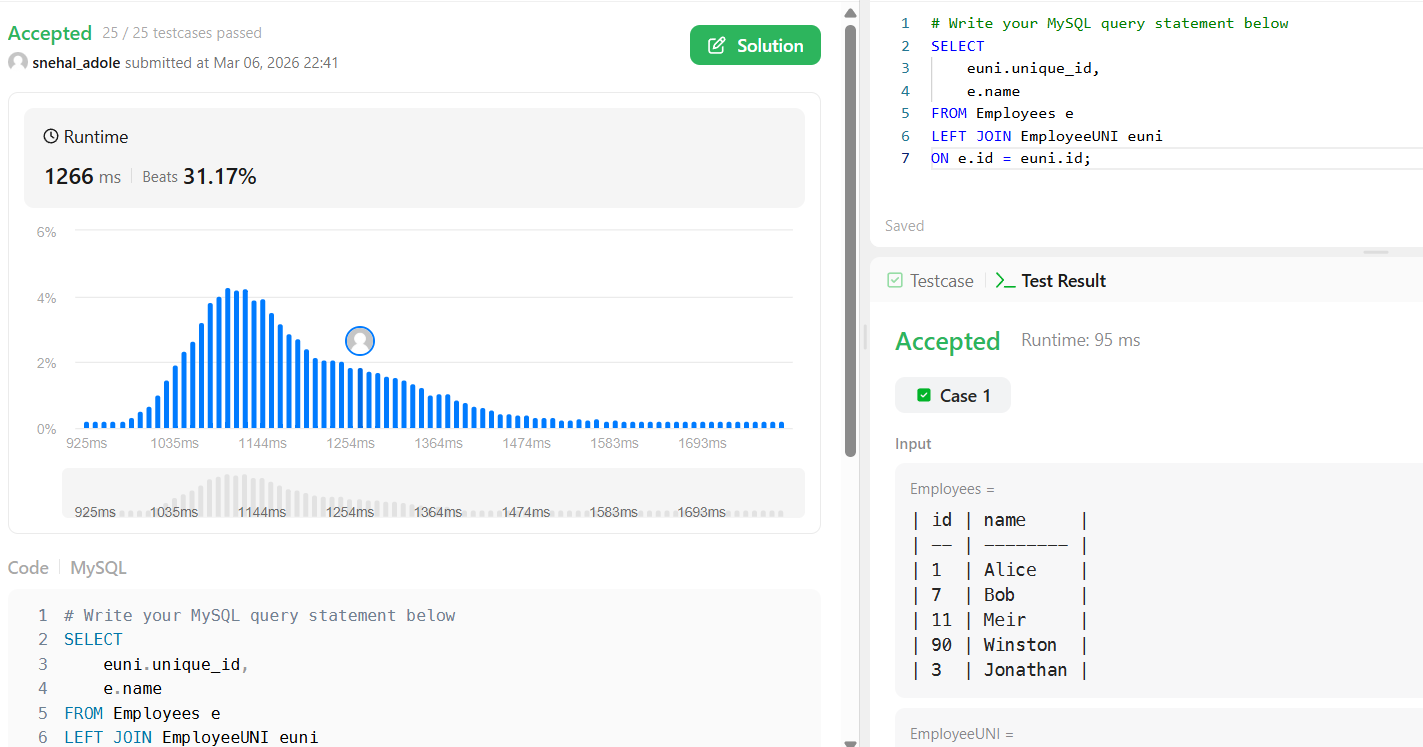 Accepted 25 / 25 testcases passed
snehal_adole submitted at Mar 06, 2026 22:41
Solution
Runtime
1266 ms Beats 31.17%
6%
4%
2%
0%
925ms 1035ms 1144ms 1254ms 1364ms 1474ms 1583ms 1693ms
925ms 1035ms 1144ms 1254ms 1364ms 1474ms 1583ms 1693ms
Code MySQL
1 # Write your MySQL query statement below
2 SELECT
3 euni.unique_id,
4 e.name
5 FROM Employees e
6 LEFT JOIN EmployeeUNI euni
1 # Write your MySQL query statement below
2 SELECT
3 euni.unique_id,
4 e.name
5 FROM Employees e
6 LEFT JOIN EmployeeUNI euni
7 ON e.id = euni.id;
Saved
Testcase Test Result
Accepted Runtime: 95 ms
Case 1
Input
Employees =
| id | name |
| -- | -------- |
| 1 | Alice |
| 7 | Bob |
| 11 | Meir |
| 90 | Winston |
| 3 | Jonathan |
EmployeeUNI =